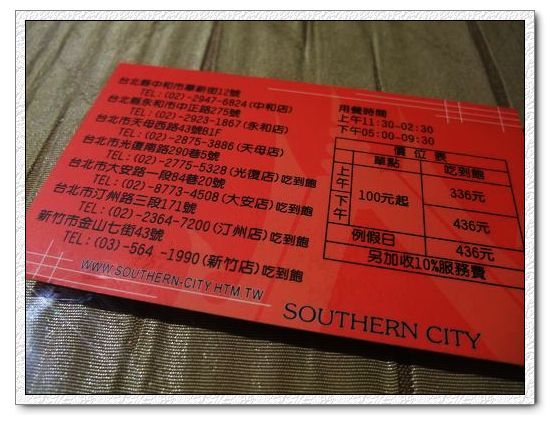 台北縣中和市華新街12號
TEL:(02)-2947-6824(中和店)
台北縣永和市中正路275號
TEL:(02)-2923-1867(永和店)
台北市天母西路43號B1F
TEL:(02)-2875-3886(天母店)
台北市光復南路290巷5號
TEL:(02)-2775-5328(光復店)吃到飽
台北市大安路一段84巷20號
TEL:(02)-8773-4508(大安店)吃到飽
台北市汀州路三段171號
TEL:(02)-2364-7200(汀州店)吃到飽
新竹市金山七街43號
TEL:(03)-564-1990(新竹店)吃到飽
WWW.SOUTHERN-CITY.HTM.TW
用餐時間
上午11:30-02:30
下午05:00-09:30
價位表
單點 吃到飽
上午 100元起 336元
下午 436元
例假日 436元
另加收10%服務費
SOUTHERN CITY